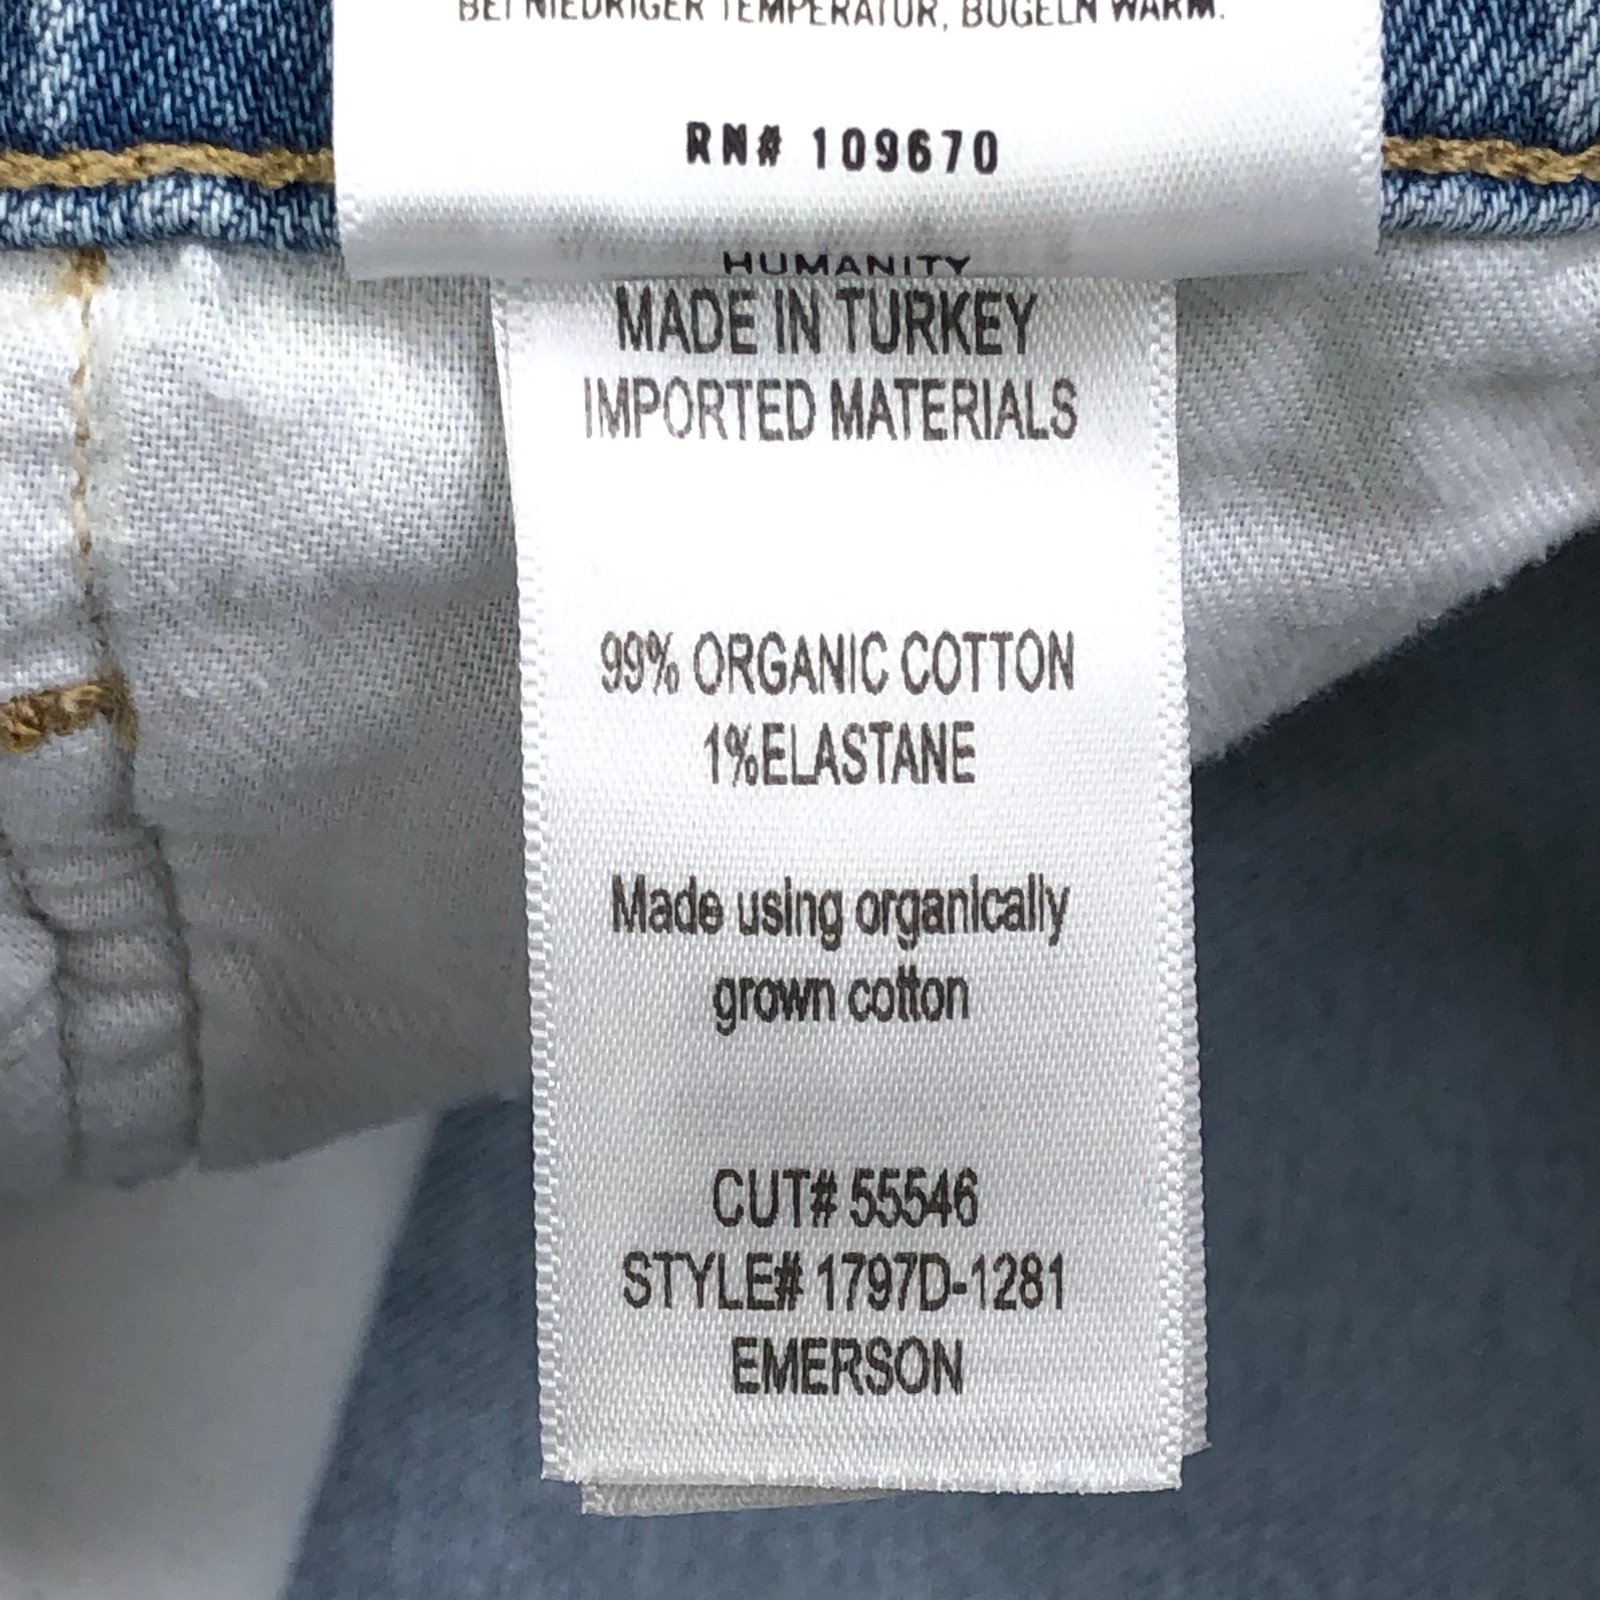 BEI NIEDRIGER TEMPERATUR, BÜGELN WARM.
RN# 109670
HUMANITY
MADE IN TURKEY
IMPORTED MATERIALS
99% ORGANIC COTTON
1%ELASTANE
Made using organically
grown cotton
CUT# 55546
STYLE# 1797D-1281
EMERSON